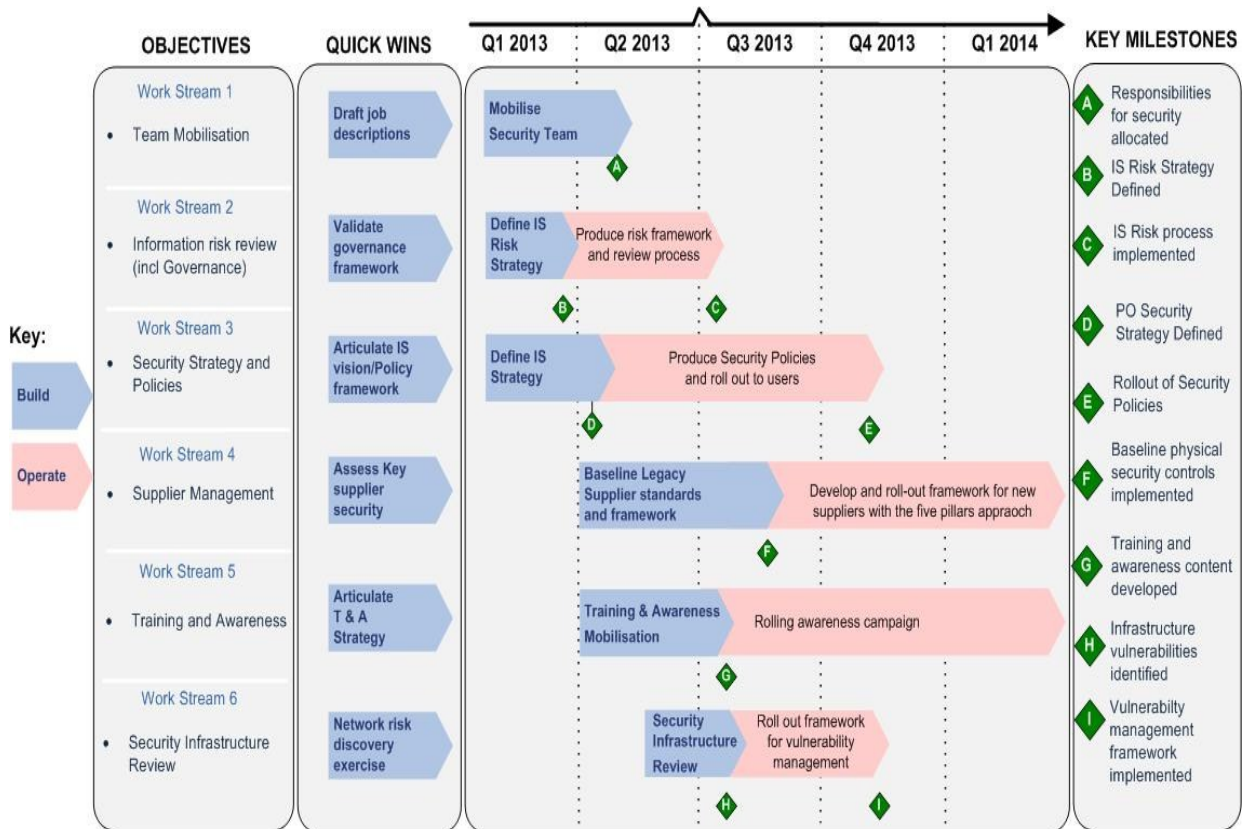 OBJECTIVES
QUICK WINS
Q1 2013
Q2 2013
Q3 2013
Q4 2013
Q1 2014
KEY MILESTONES
Key:
Build
Operate
Work Stream 1
• Team Mobilisation
Draft job
descriptions
Mobilise
Security Team
A
Work Stream 2
• Information risk review
(incl Governance)
Validate
governance
framework
Define IS
Risk
Strategy
Produce risk framework
and review process
B
C
Work Stream 3
• Security Strategy and
Policies
Articulate IS
vision/Policy
framework
Define IS
Strategy
Produce Security Policies
and roll out to users
D
E
Work Stream 4
• Supplier Management
Assess Key
supplier
security
Baseline Legacy
Supplier standards
and framework
Develop and roll-out framework for new
suppliers with the five pillars appraoch
F
Work Stream 5
• Training and Awareness
Articulate
T & A
Strategy
Training & Awareness
Mobilisation
Rolling awareness campaign
G
Work Stream 6
• Security Infrastructure
Review
Network risk
discovery
exercise
Security
Infrastructure
Review
Roll out framework
for vulnerability
management
H
I
A
Responsibilities
for security
allocated
B
IS Risk Strategy
Defined
C
IS Risk process
implemented
D
PO Security
Strategy Defined
E
Rollout of Security
Policies
F
Baseline physical
security controls
implemented
G
Training and
awareness content
developed
H
Infrastructure
vulnerabilities
identified
I
Vulnerabilty
management
framework
implemented